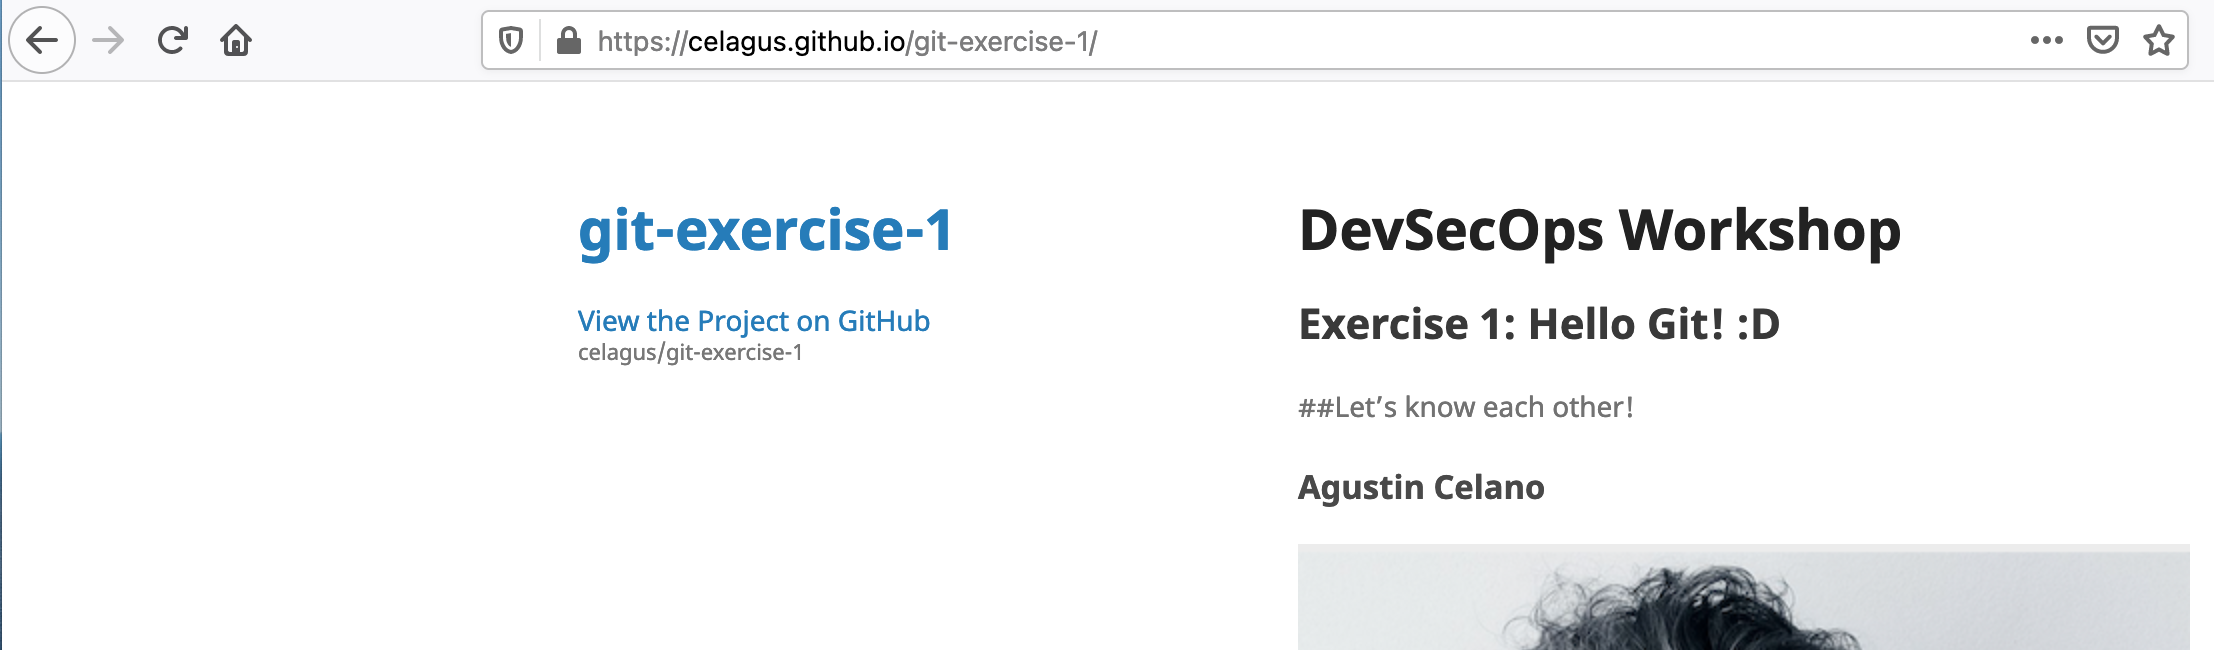 https://celagus.github.io/git-exercise-1/
git-exercise-1
View the Project on GitHub
celagus/git-exercise-1
DevSecOps Workshop
Exercise 1: Hello Git! :D
##Let’s know each other!
Agustin Celano